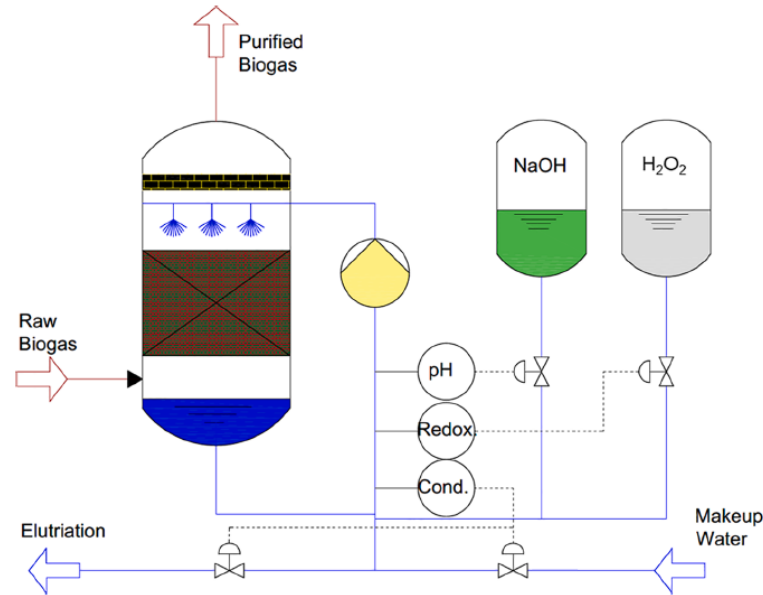 Purified
Biogas
NaOH
H₂O₂
Raw
Biogas
pH
Redox.
Cond.
Elutriation
Makeup
Water